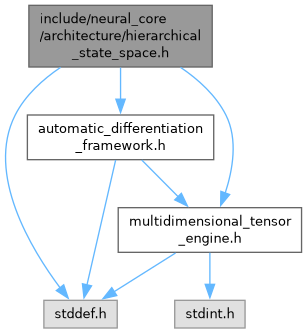 include/neural_core
/architecture/hierarchical
_state_space.h
automatic_differentiation
_framework.h
multidimensional_tensor
_engine.h
stddef.h
stdint.h